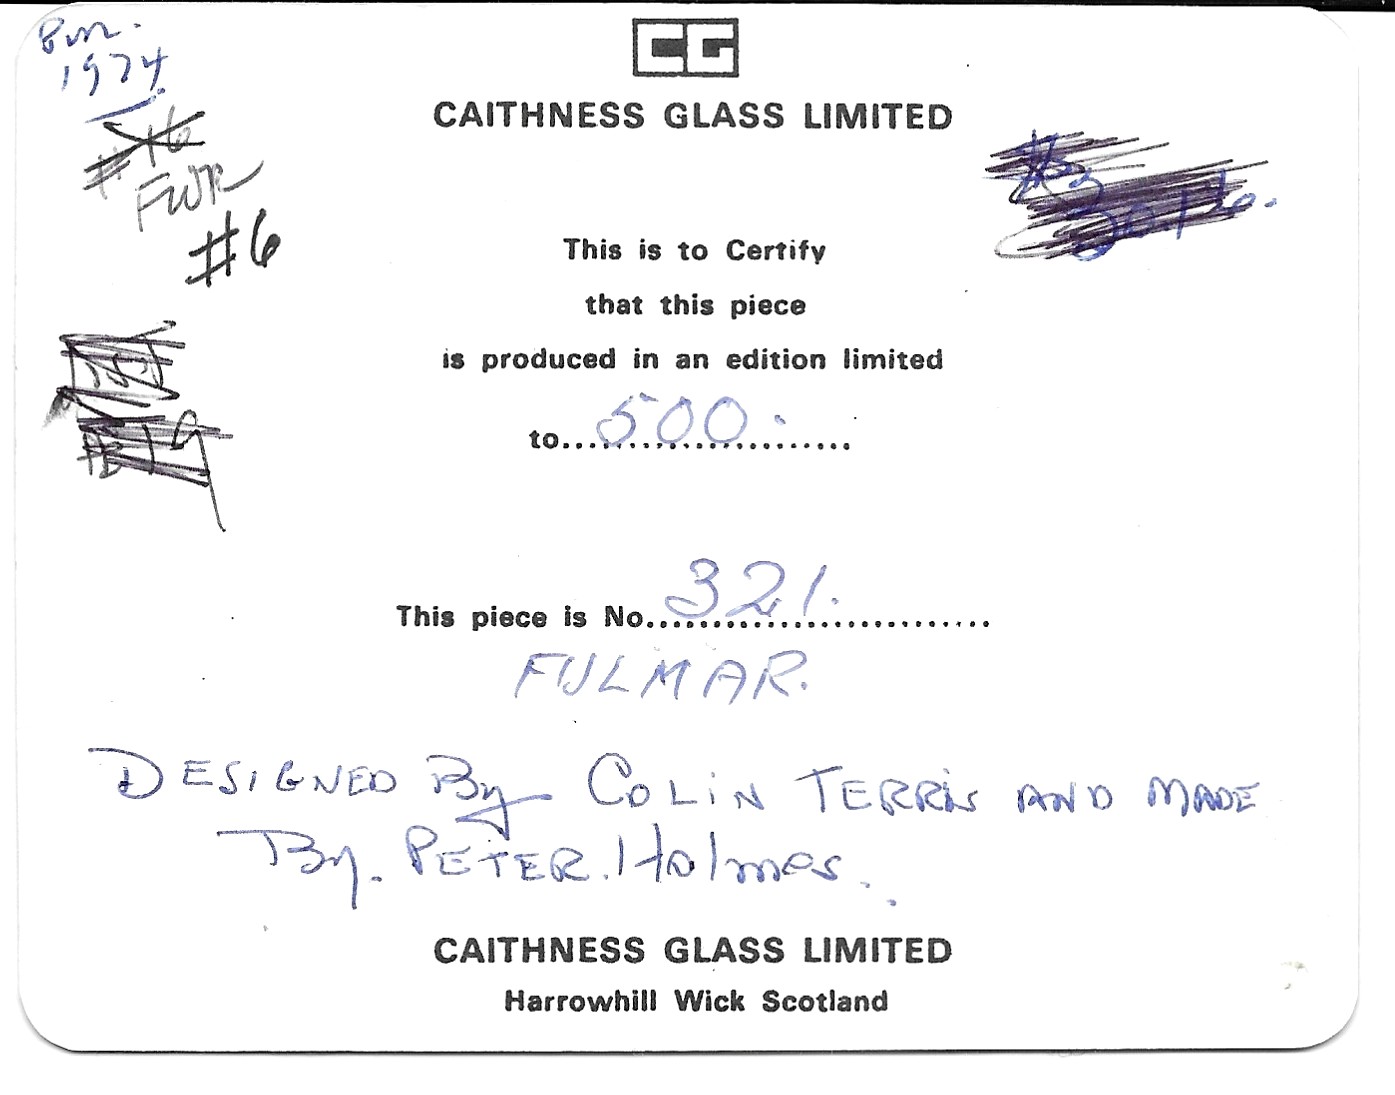 1974
CG
CAITHNESS GLASS LIMITED
#16
FWR
#6
This is to Certify
that this piece
is produced in an edition limited
to......500.......
This piece is No....321.........
FULMAR.
DESIGNED By COLIN TERRIS AND MADE
By. PETER. Holmes.
CAITHNESS GLASS LIMITED
Harrowhill Wick Scotland